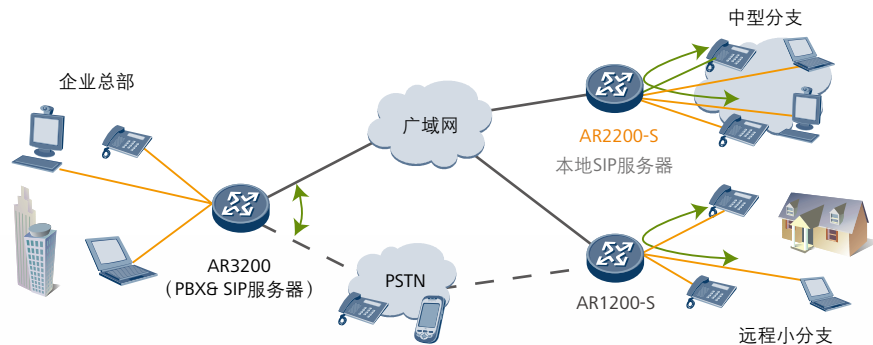 中型分支
企业总部
广域网
AR2200-S
本地SIP服务器
AR3200
（PBX& SIP服务器）
PSTN
AR1200-S
远程小分支